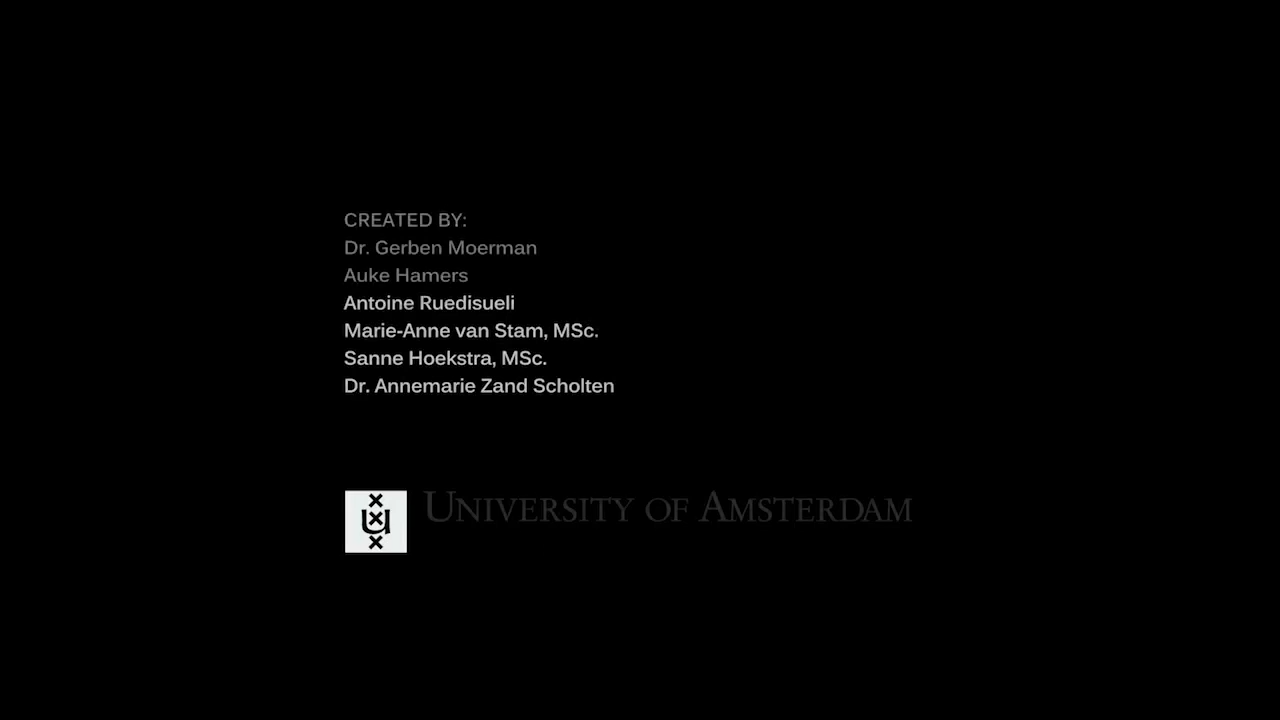 CREATED BY:
Dr. Gerben Moerman
Auke Hamers
Antoine Ruedisueli
Marie-Anne van Stam, MSc.
Sanne Hoekstra, MSc.
Dr. Annemarie Zand Scholten
University of Amsterdam